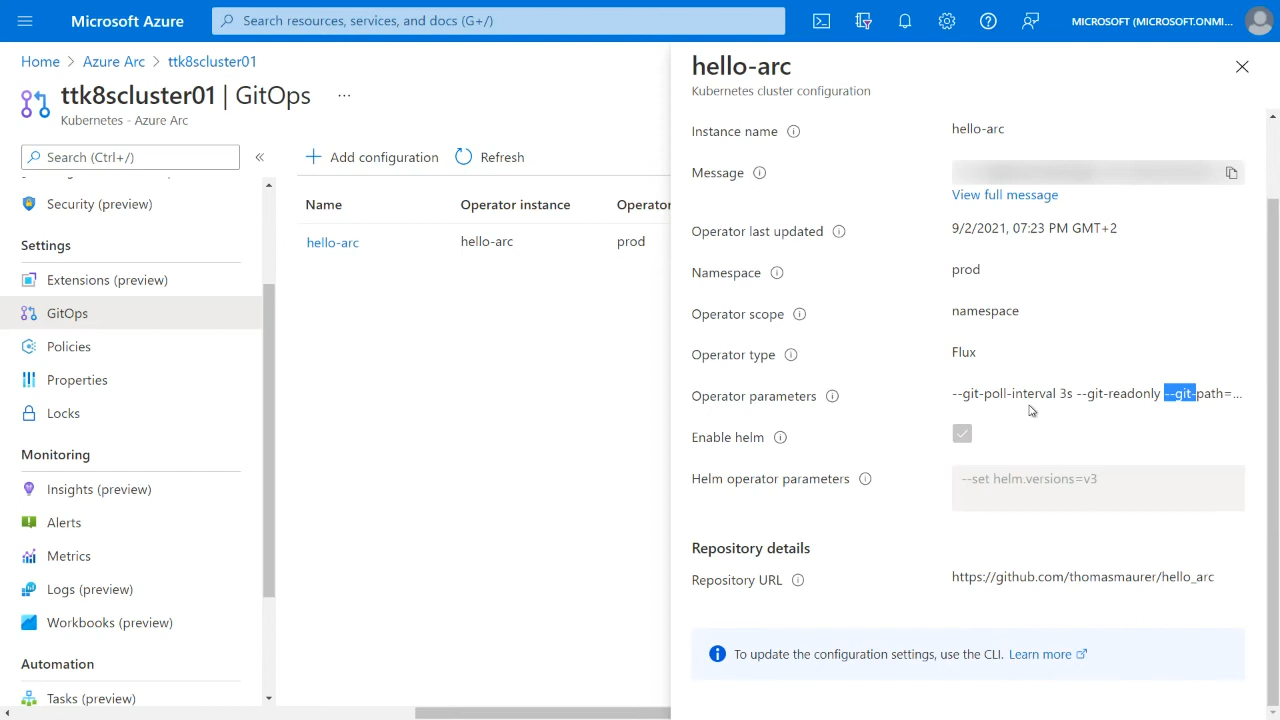 Microsoft Azure
Search resources, services, and docs (G+/)
MICROSOFT (MICROSOFT.ONMI...
Home > Azure Arc > ttk8scluster01
ttk8scluster01 | GitOps ...
Kubernetes - Azure Arc
Search (Ctrl+/)
«
Security (preview)
Settings
Extensions (preview)
GitOps
Policies
Properties
Locks
Monitoring
Insights (preview)
Alerts
Metrics
Logs (preview)
Workbooks (preview)
Automation
Tasks (preview)
Add configuration
Refresh
Name Operator instance Operator
hello-arc hello-arc prod
hello-arc
Kubernetes cluster configuration
Instance name hello-arc
Message
View full message
Operator last updated 9/2/2021, 07:23 PM GMT+2
Namespace prod
Operator scope namespace
Operator type Flux
Operator parameters --git-poll-interval 3s --git-readonly --git-path=...
Enable helm
Helm operator parameters --set helm.versions=v3
Repository details
Repository URL https://github.com/thomasmaurer/hello_arc
To update the configuration settings, use the CLI. Learn more